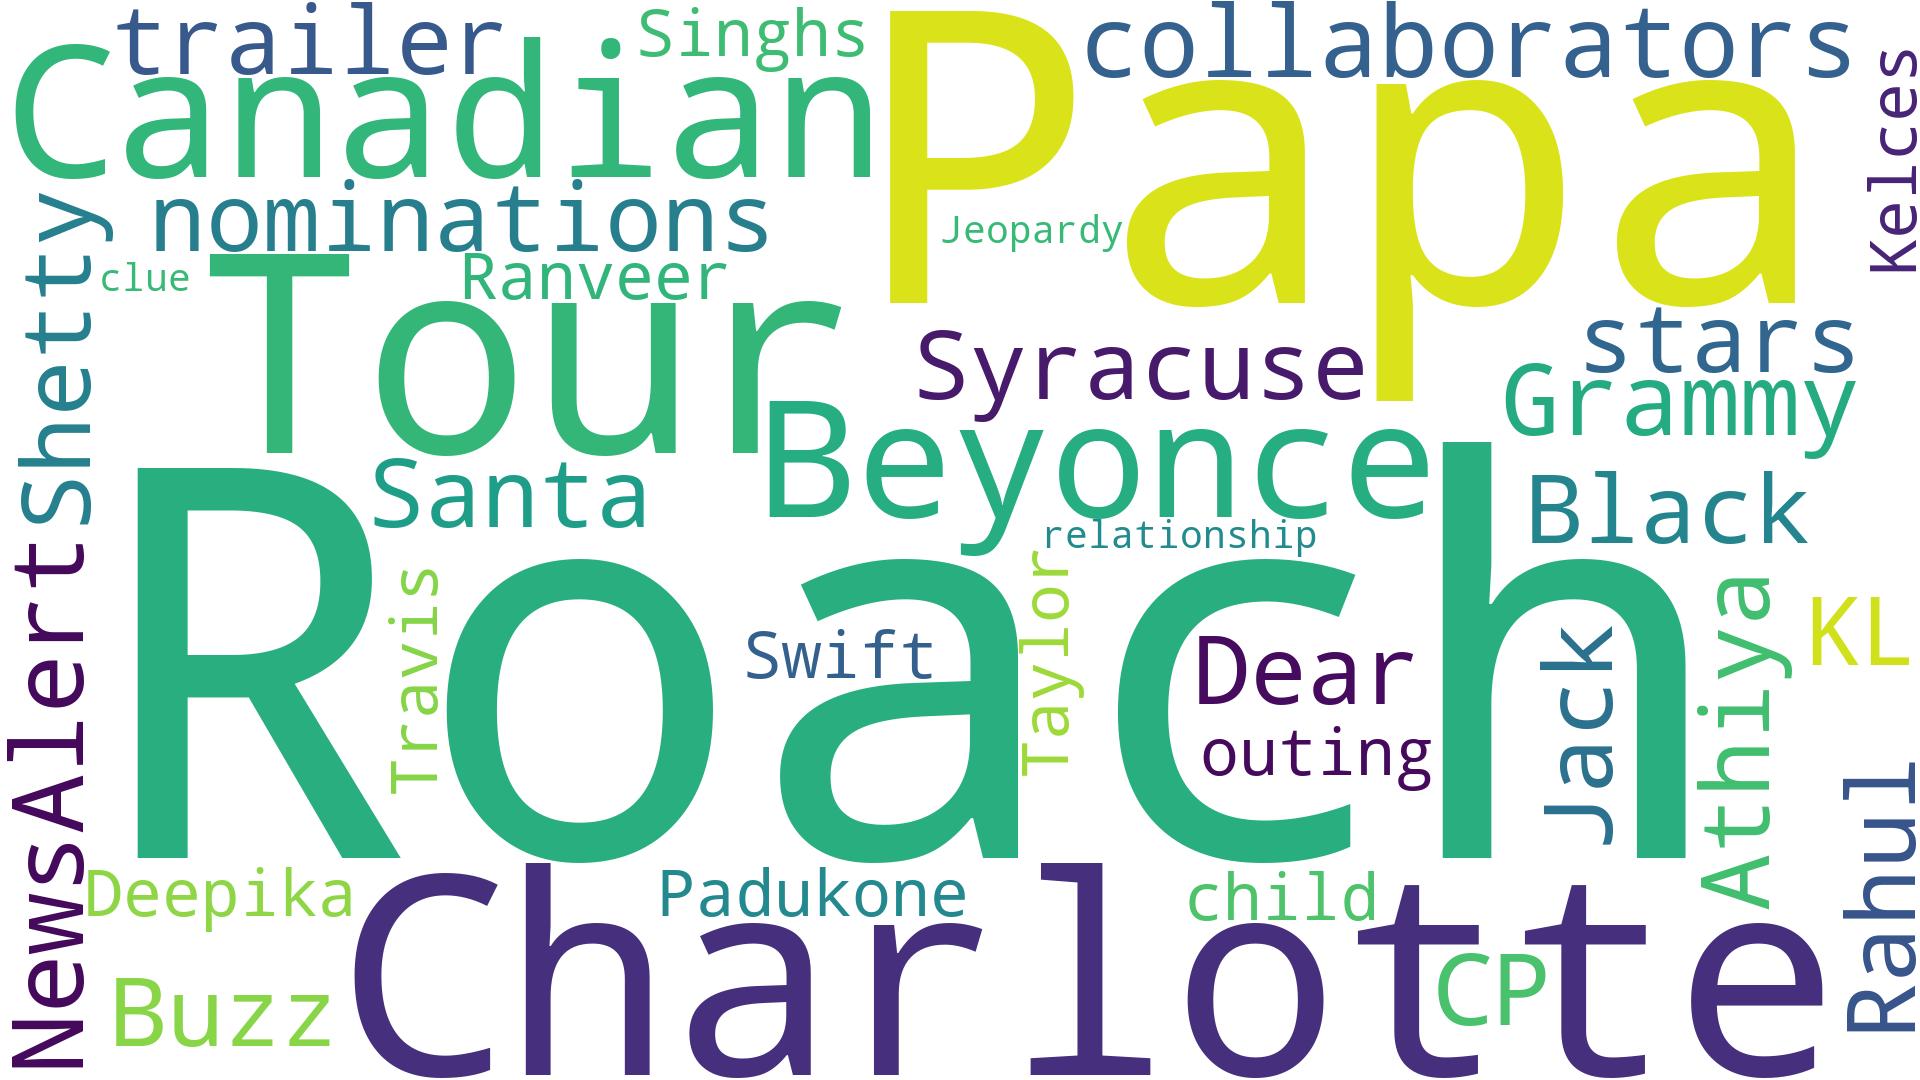 trailer
Singhs
collaborators
Canadian
Papa
Kelces
nominations
Jeopardy
Shetty
clue
Tour
Ranveer
Syracuse
stars
Grammy
Beyonce
Santa
Black
relationship
Roach
NewsAlert
Travis
Swift
Taylor
Dear
outing
Jack
Athiya
KL
Rahul
Deepika
Padukone
child
Buzz
Charlotte
CP